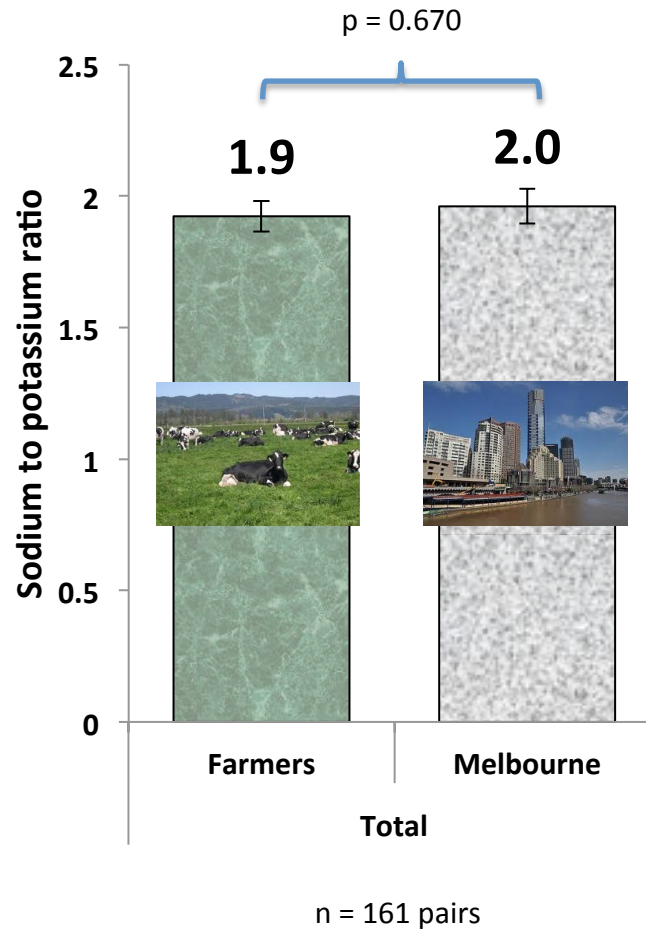 p = 0.670
2.5
1.9
2.0
2
1.5
1
0.5
0
Sodium to potassium ratio
Farmers
Melbourne
Total
n = 161 pairs